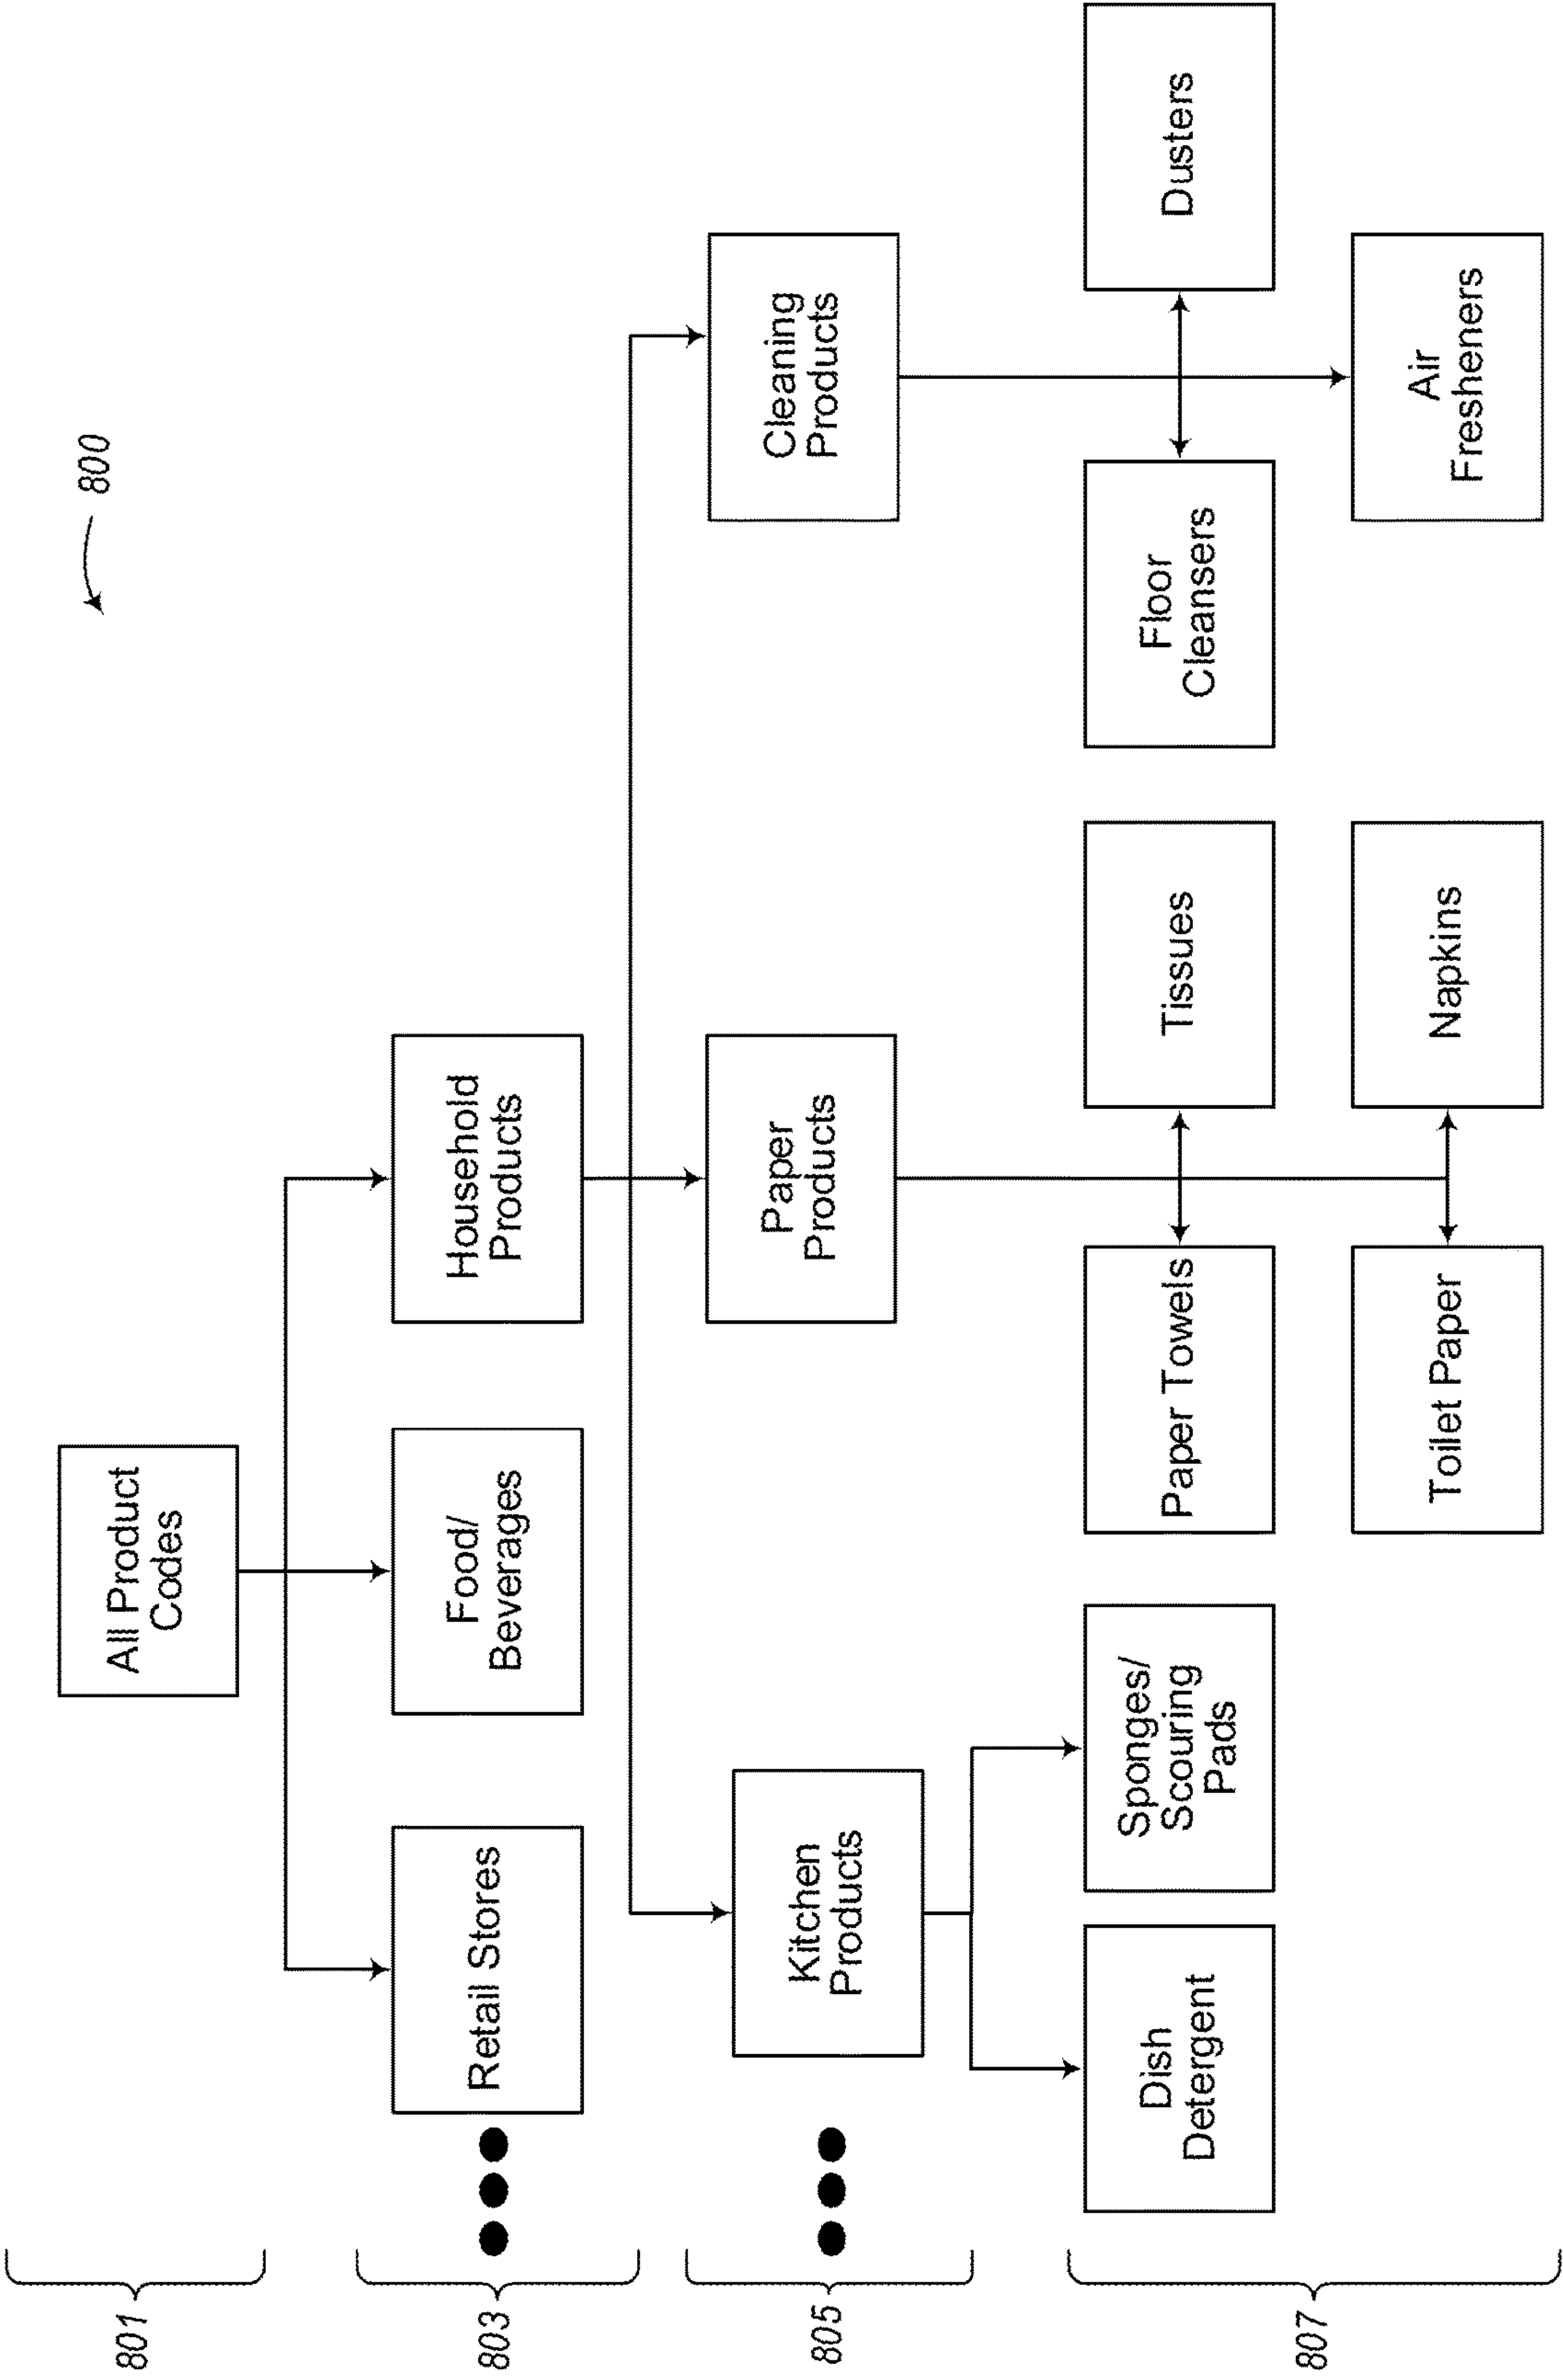 800
801
All Product
Codes
803
Retail Stores
Food/
Beverages
Household
Products
805
Kitchen
Products
Paper
Products
Cleaning
Products
807
Dish
Detergent
Sponges/
Scouring
Pads
Paper Towels
Tissues
Floor
Cleansers
Dusters
Toilet Paper
Napkins
Air
Fresheners